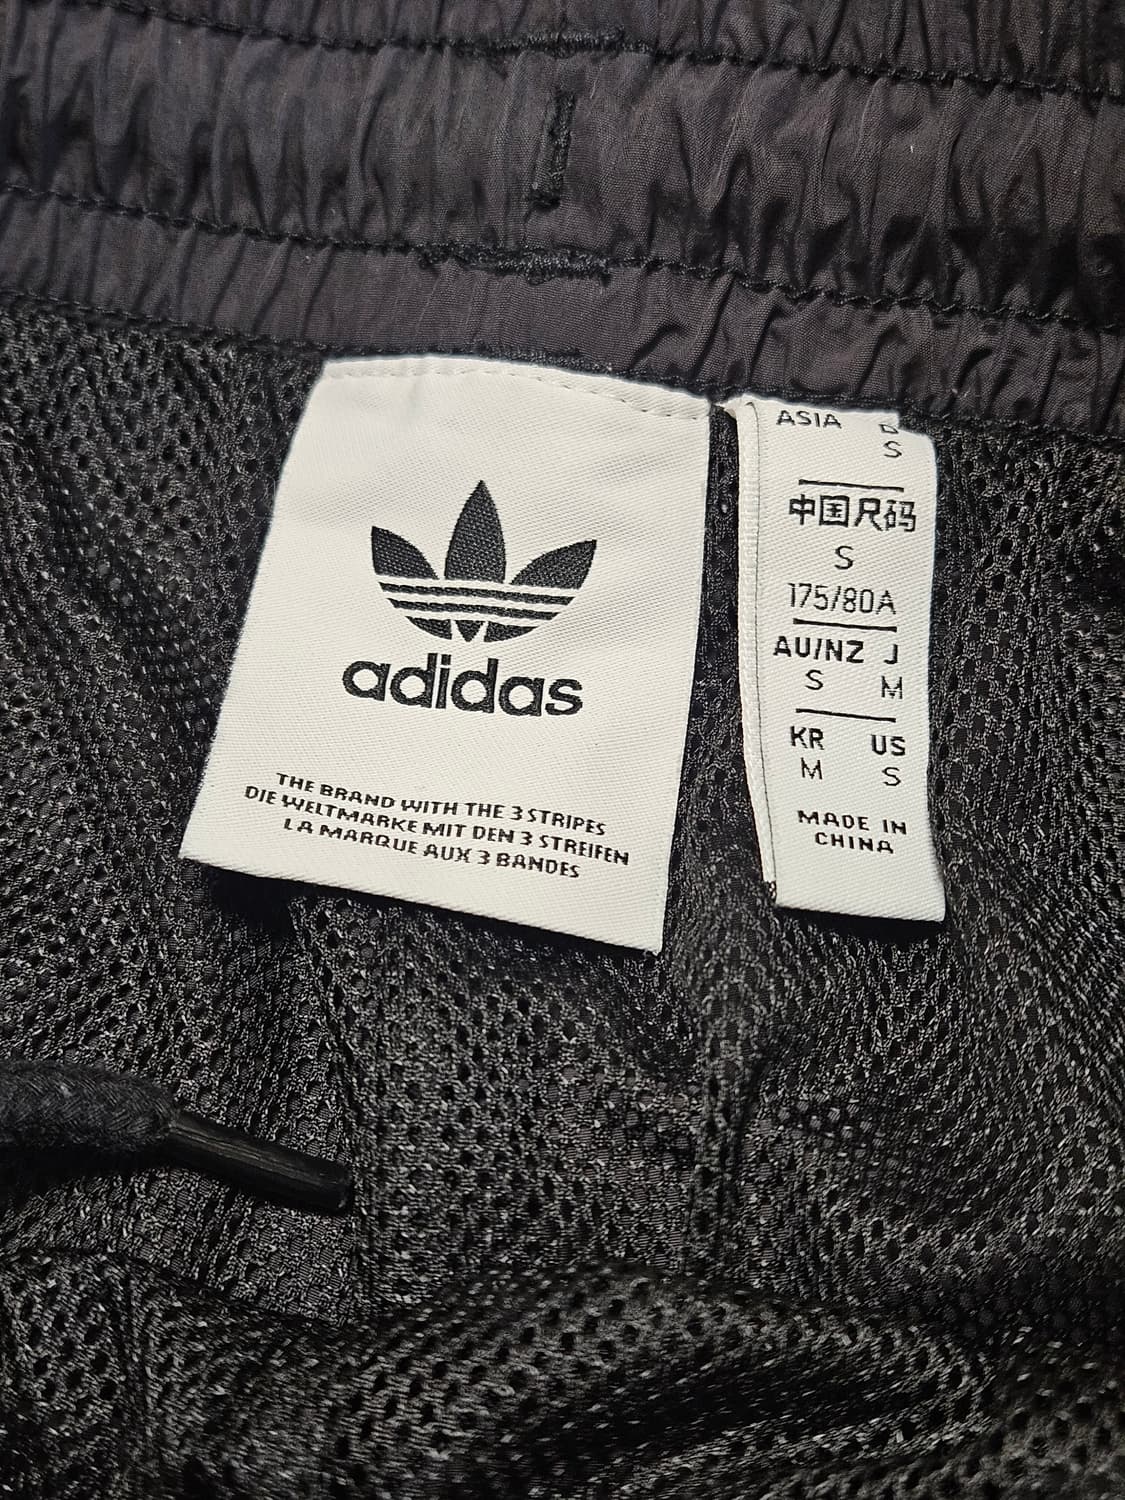 adidas
THE BRAND WITH THE 3 STRIPES
DIE WELTMARKE MIT DEN 3 STREIFEN
LA MARQUE AUX 3 BANDES
ASIA D
S
中国尺码
S
175/80A
AU/NZ J
S M
KR US
M S
MADE IN
CHINA